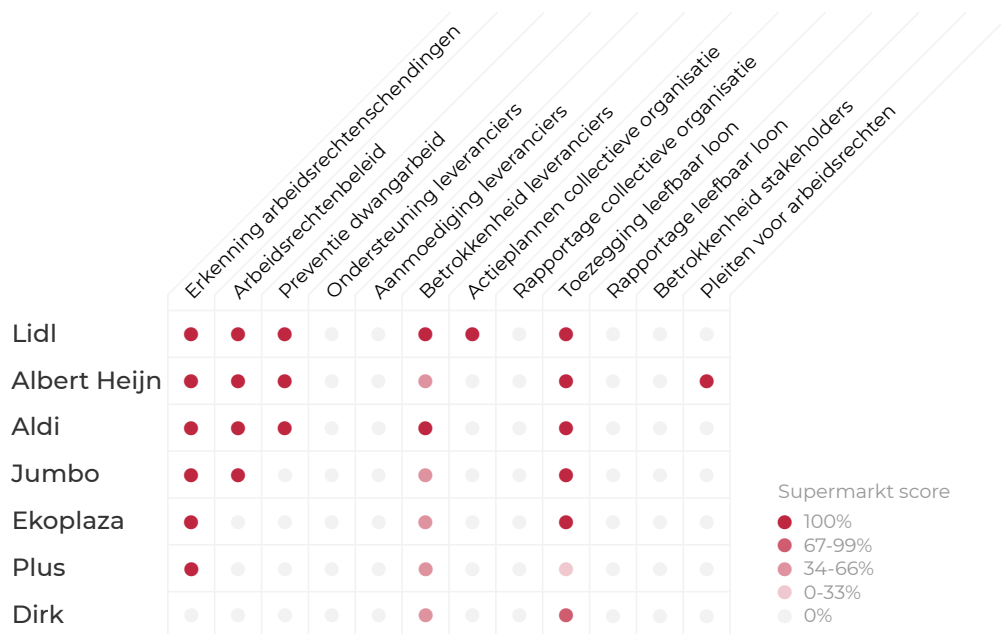 Erkenning arbeidsrechtenschendingen
Arbeidsrechtenbeleid
Preventie dwangarbeid
Ondersteuning leveranciers
Aanmoediging leveranciers
Betrokkenheid leveranciers
Actieplannen collectieve organisatie
Rapportage collectieve organisatie
Toezegging leefbaar loon
Rapportage leefbaar loon
Betrokkenheid stakeholders
Pleiten voor arbeidsrechten
Lidl
Albert Heijn
Aldi
Jumbo
Ekoplaza
Plus
Dirk
Supermarkt score
100%
67-99%
34-66%
0-33%
0%